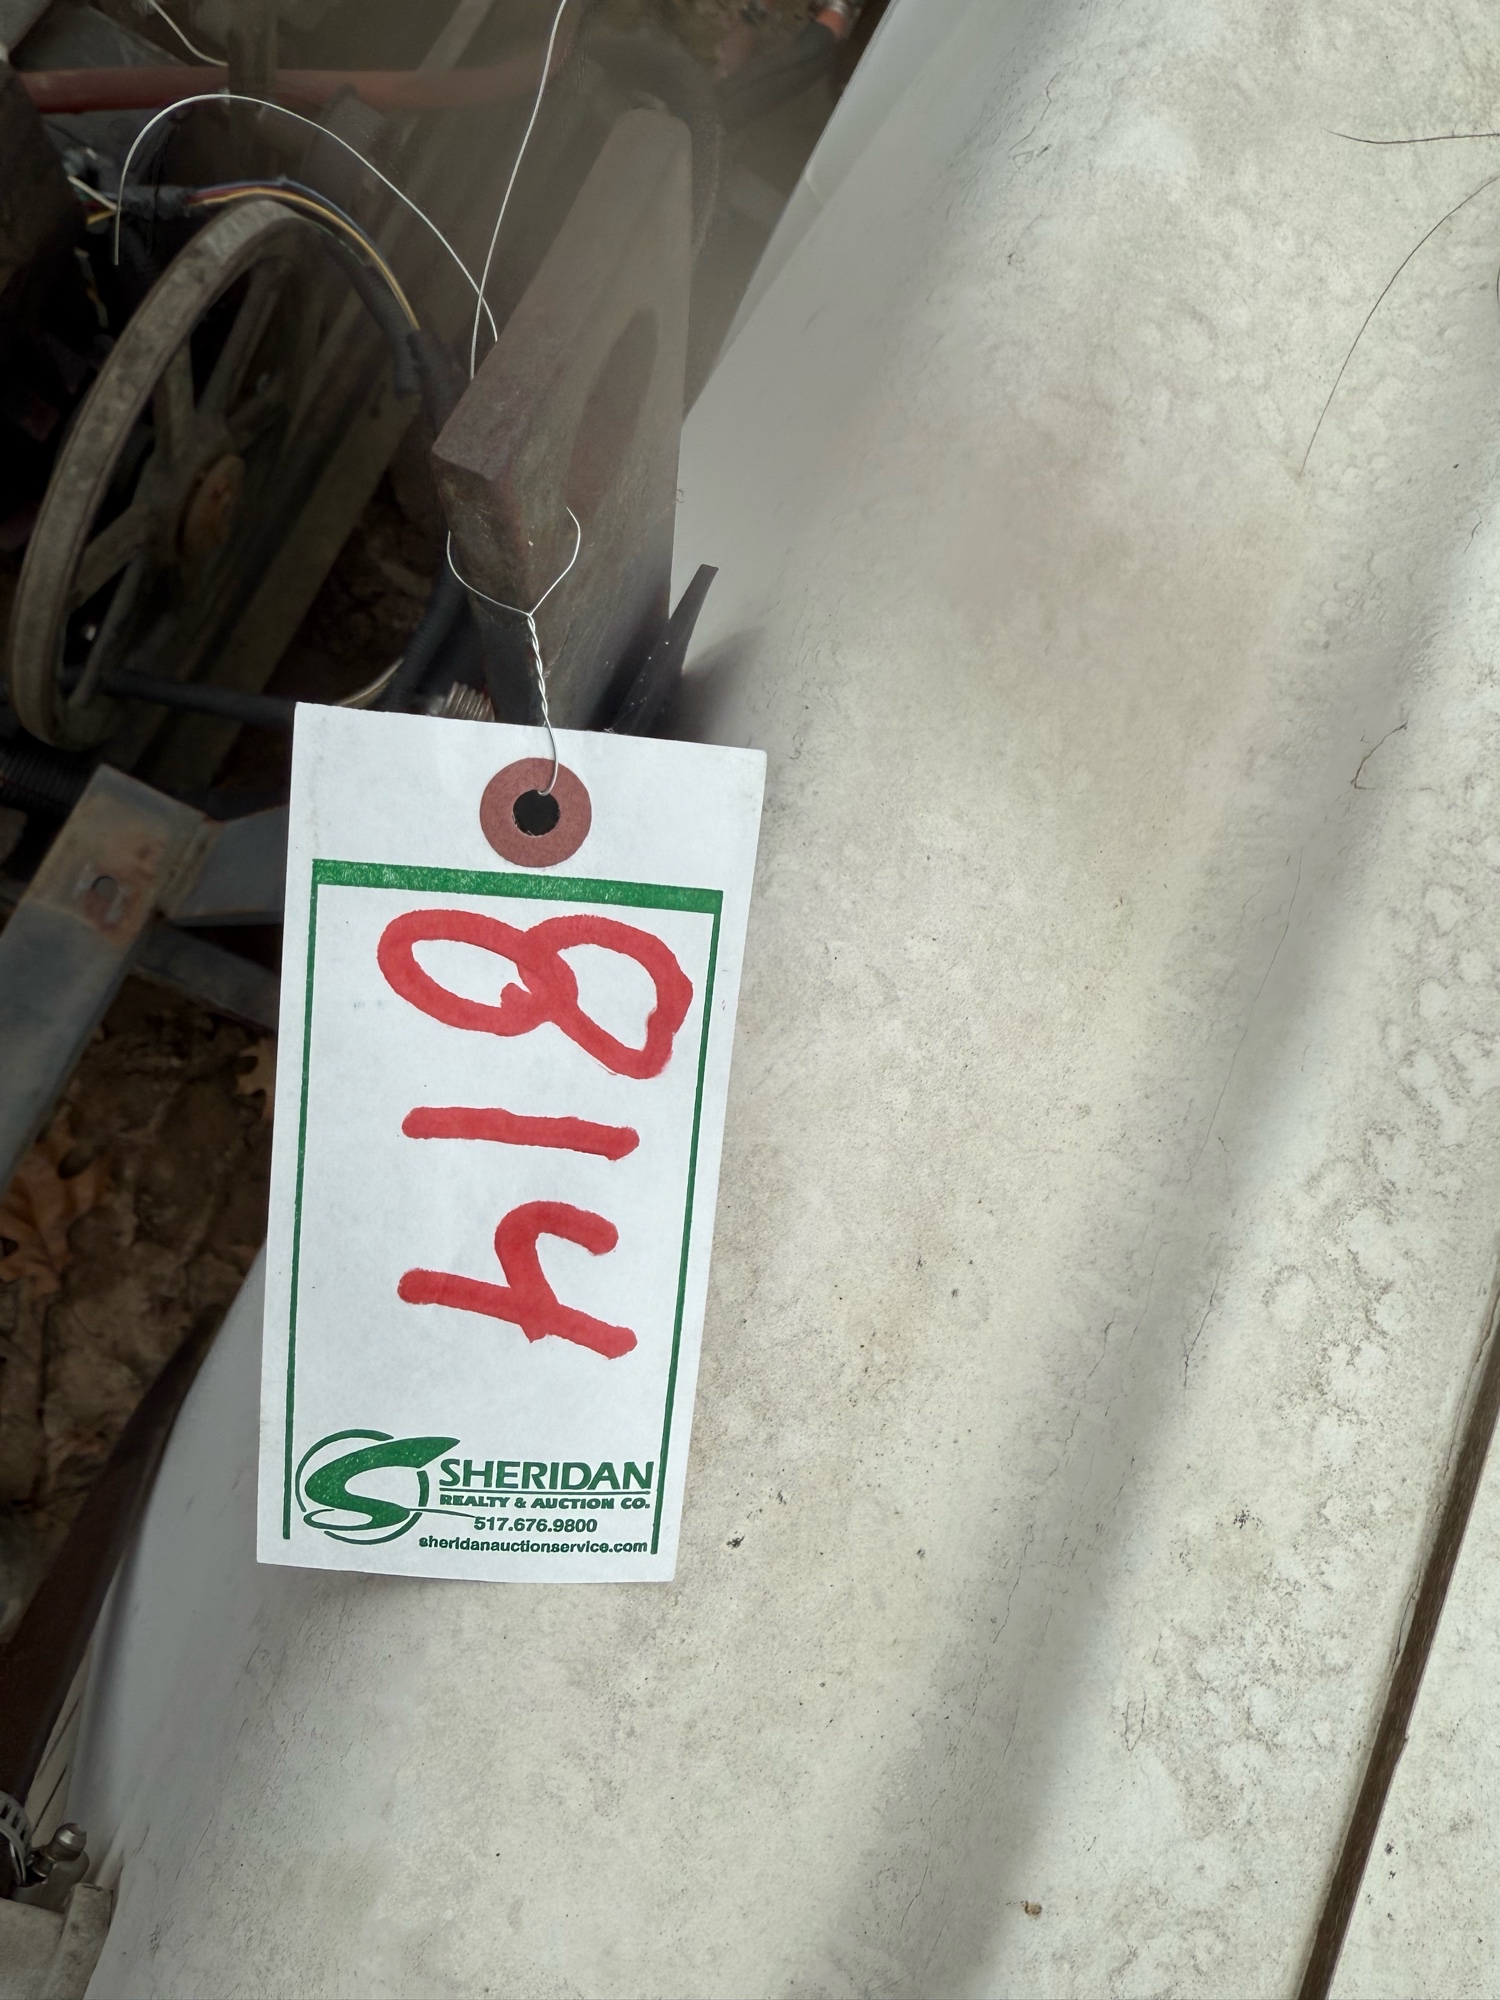 814
SHERIDAN
REALTY & AUCTION CO.
517.676.9800
sheridanauctionservice.com